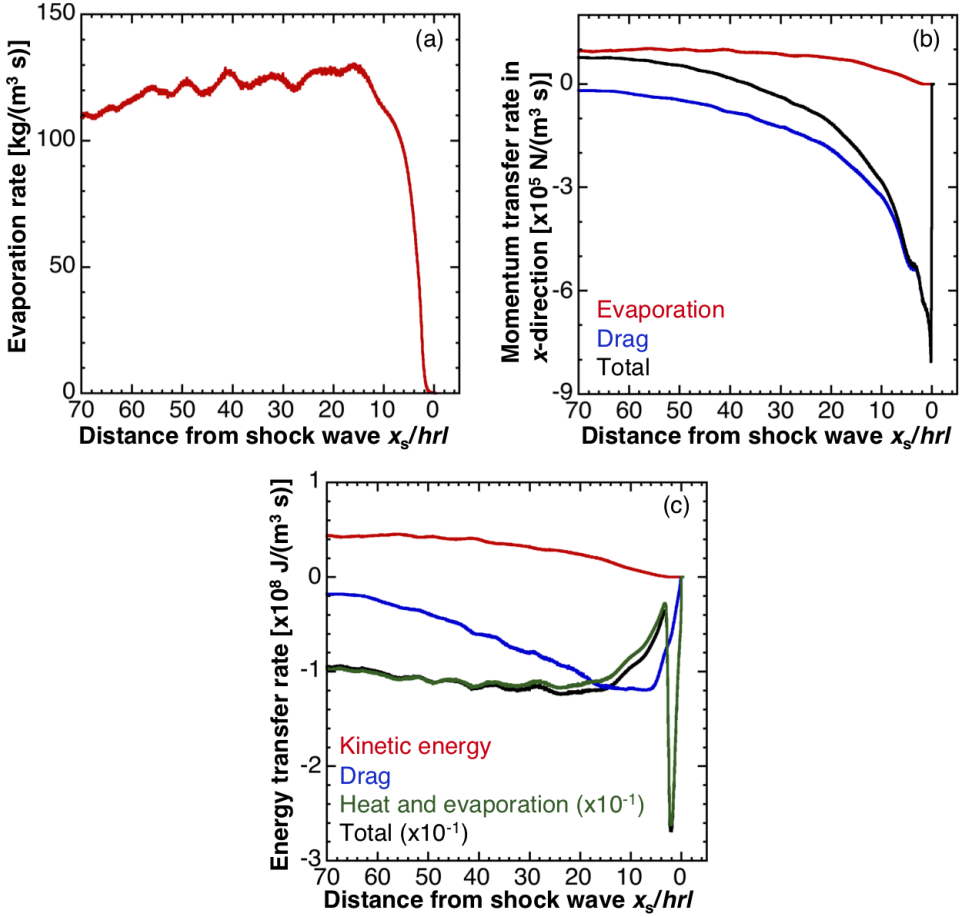 (a)
Evaporation rate [kg/(m³ s)]
150
100
50
0
70 60 50 40 30 20 10 0
Distance from shock wave xₛ/hrl
(b)
Momentum transfer rate in
x-direction [x10⁵ N/(m³ s)]
0
-3
-6
-9
Evaporation
Drag
Total
70 60 50 40 30 20 10 0
Distance from shock wave xₛ/hrl
(c)
Energy transfer rate [x10⁸ J/(m³ s)]
1
0
-1
-2
-3
Kinetic energy
Drag
Heat and evaporation (x10⁻¹)
Total (x10⁻¹)
70 60 50 40 30 20 10 0
Distance from shock wave xₛ/hrl